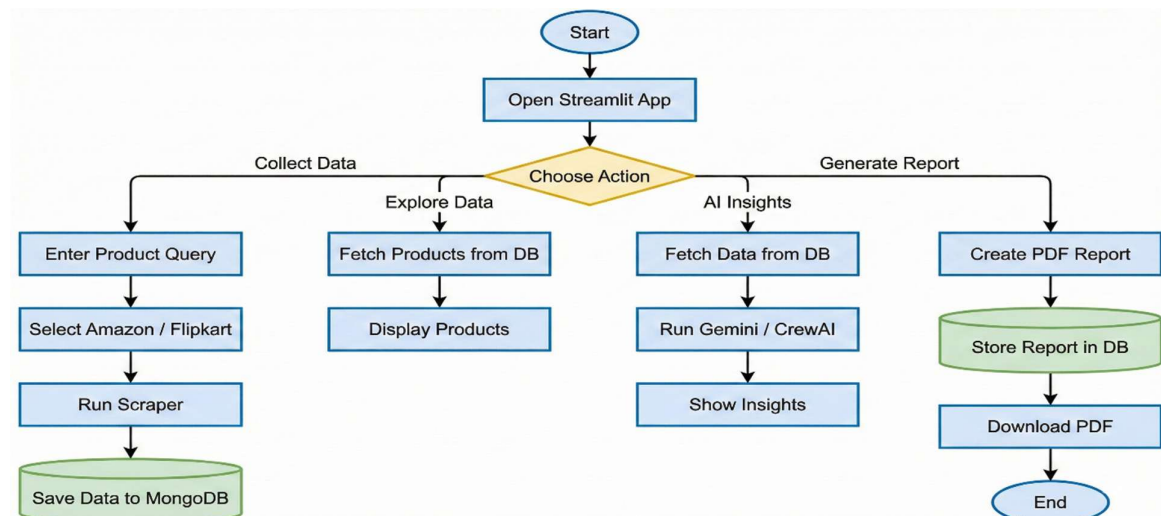 Start
Open Streamlit App
Choose Action
Collect Data
Generate Report
Explore Data
AI Insights
Enter Product Query
Fetch Products from DB
Fetch Data from DB
Create PDF Report
Select Amazon / Flipkart
Display Products
Run Gemini / CrewAI
Store Report in DB
Run Scraper
Show Insights
Download PDF
Save Data to MongoDB
End